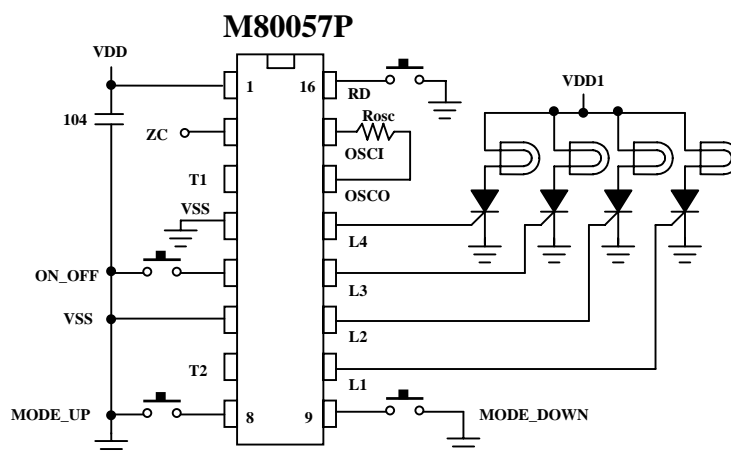 M80057P
VDD
VDD1
1
16
RD
104
Rosc
ZC
OSCI
T1
OSCO
VSS
L4
ON_OFF
L3
VSS
L2
T2
L1
MODE_UP
8
9
MODE_DOWN